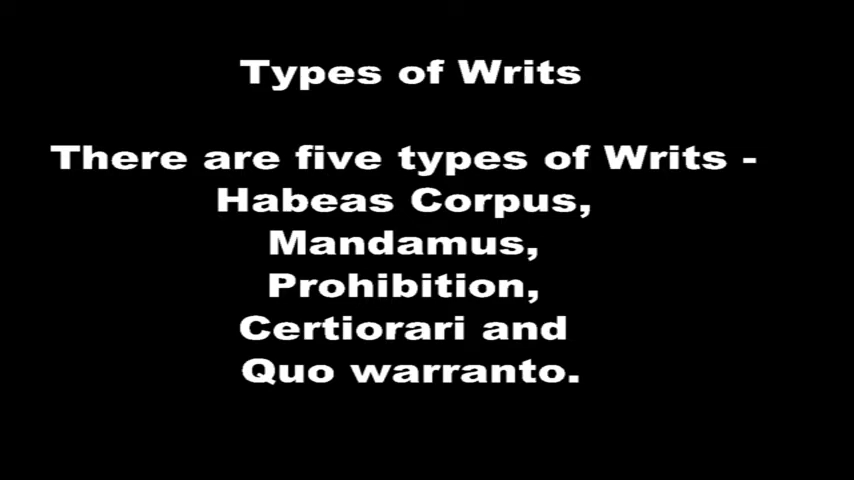 Types of Writs
There are five types of Writs -
Habeas Corpus,
Mandamus,
Prohibition,
Certiorari and
Quo warranto.